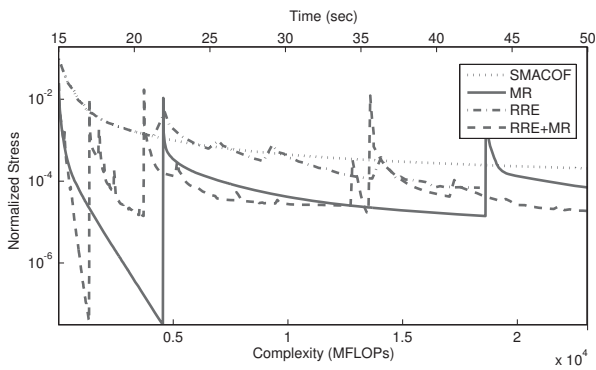 Time (sec)
15 20 25 30 35 40 45 50
SMACOF
MR
RRE
RRE+MR
Normalized Stress
10^-2
10^-4
10^-6
0.5 1 1.5 2
Complexity (MFLOPs)
x 10^4